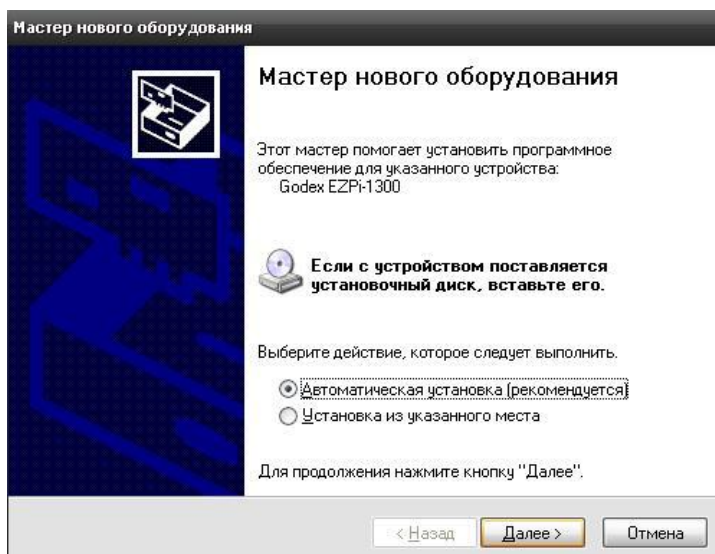 Мастер нового оборудования
Мастер нового оборудования
Этот мастер помогает установить программное
обеспечение для указанного устройства:
Godex EZPi-1300
Если с устройством поставляется
установочный диск, вставьте его.
Выберите действие, которое следует выполнить.
Автоматическая установка (рекомендуется)
Установка из указанного места
Для продолжения нажмите кнопку "Далее".
< Назад Далее > Отмена